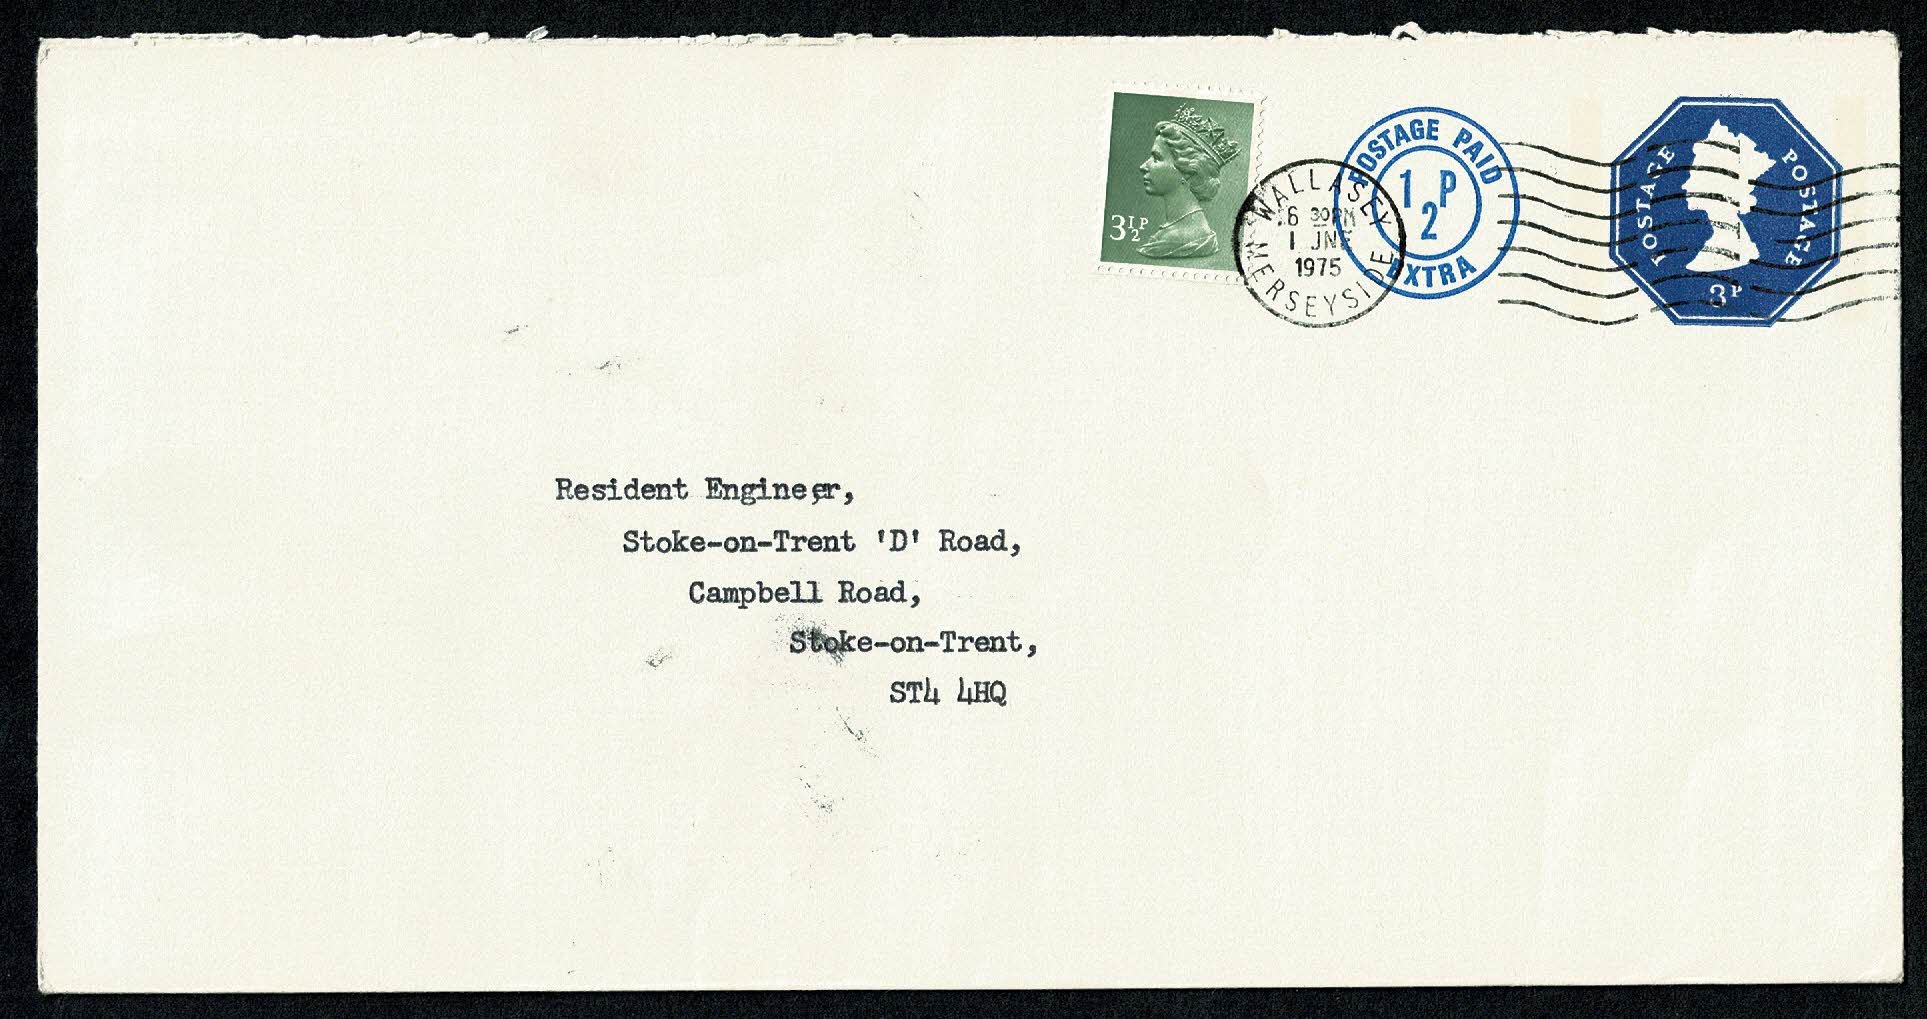 3½P
WALLASEY
6 30PM
1 JNE
1975
MERSEYSIDE
POSTAGE PAID
1/2 P
EXTRA
POSTAGE POSTAGE
3P
Resident Engineer,
Stoke-on-Trent 'D' Road,
Campbell Road,
Stoke-on-Trent,
ST4 4HQ